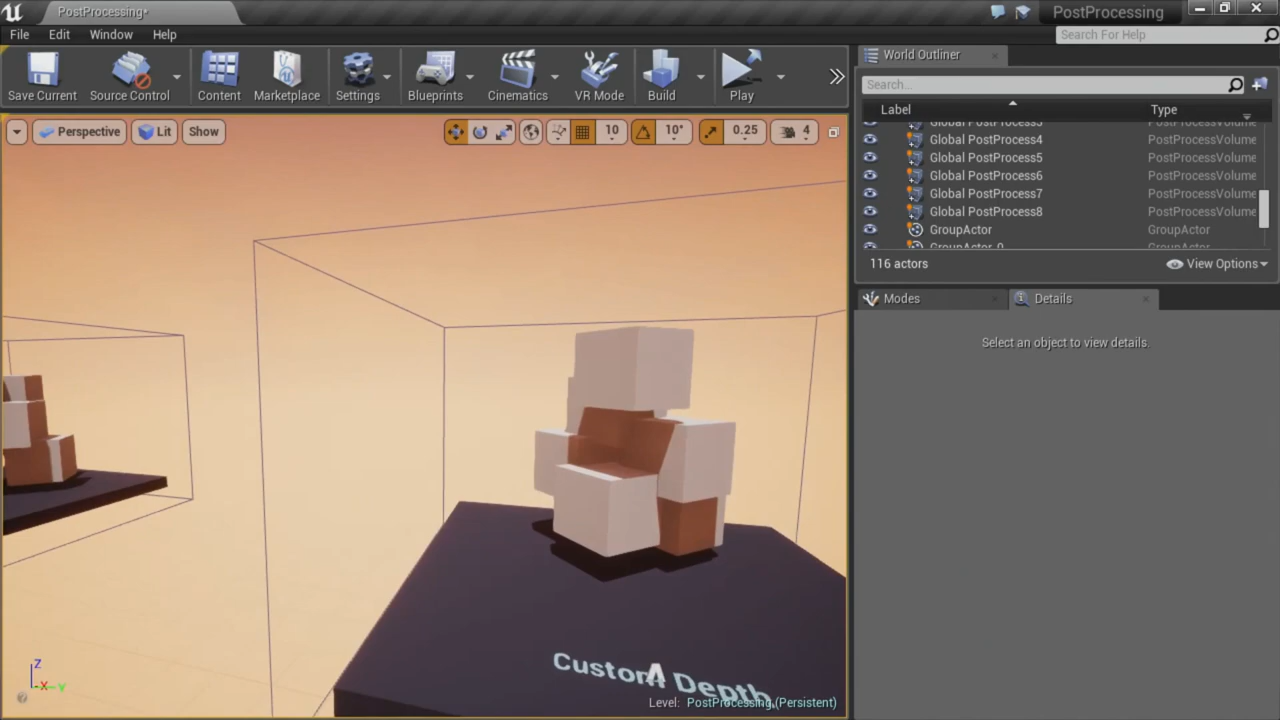 PostProcessing*
PostProcessing
File Edit Window Help
Search For Help
Save Current
Source Control
Content
Marketplace
Settings
Blueprints
Cinematics
VR Mode
Build
Play
Perspective
Lit
Show
10
10°
0.25
4
World Outliner
Search...
Label Type
Global PostProcess3 PostProcessVolume
Global PostProcess4 PostProcessVolume
Global PostProcess5 PostProcessVolume
Global PostProcess6 PostProcessVolume
Global PostProcess7 PostProcessVolume
Global PostProcess8 PostProcessVolume
GroupActor GroupActor
116 actors
View Options
Modes
Details
Select an object to view details.
Custom Depth
Level: PostProcessing (Persistent)
Z
X
Y